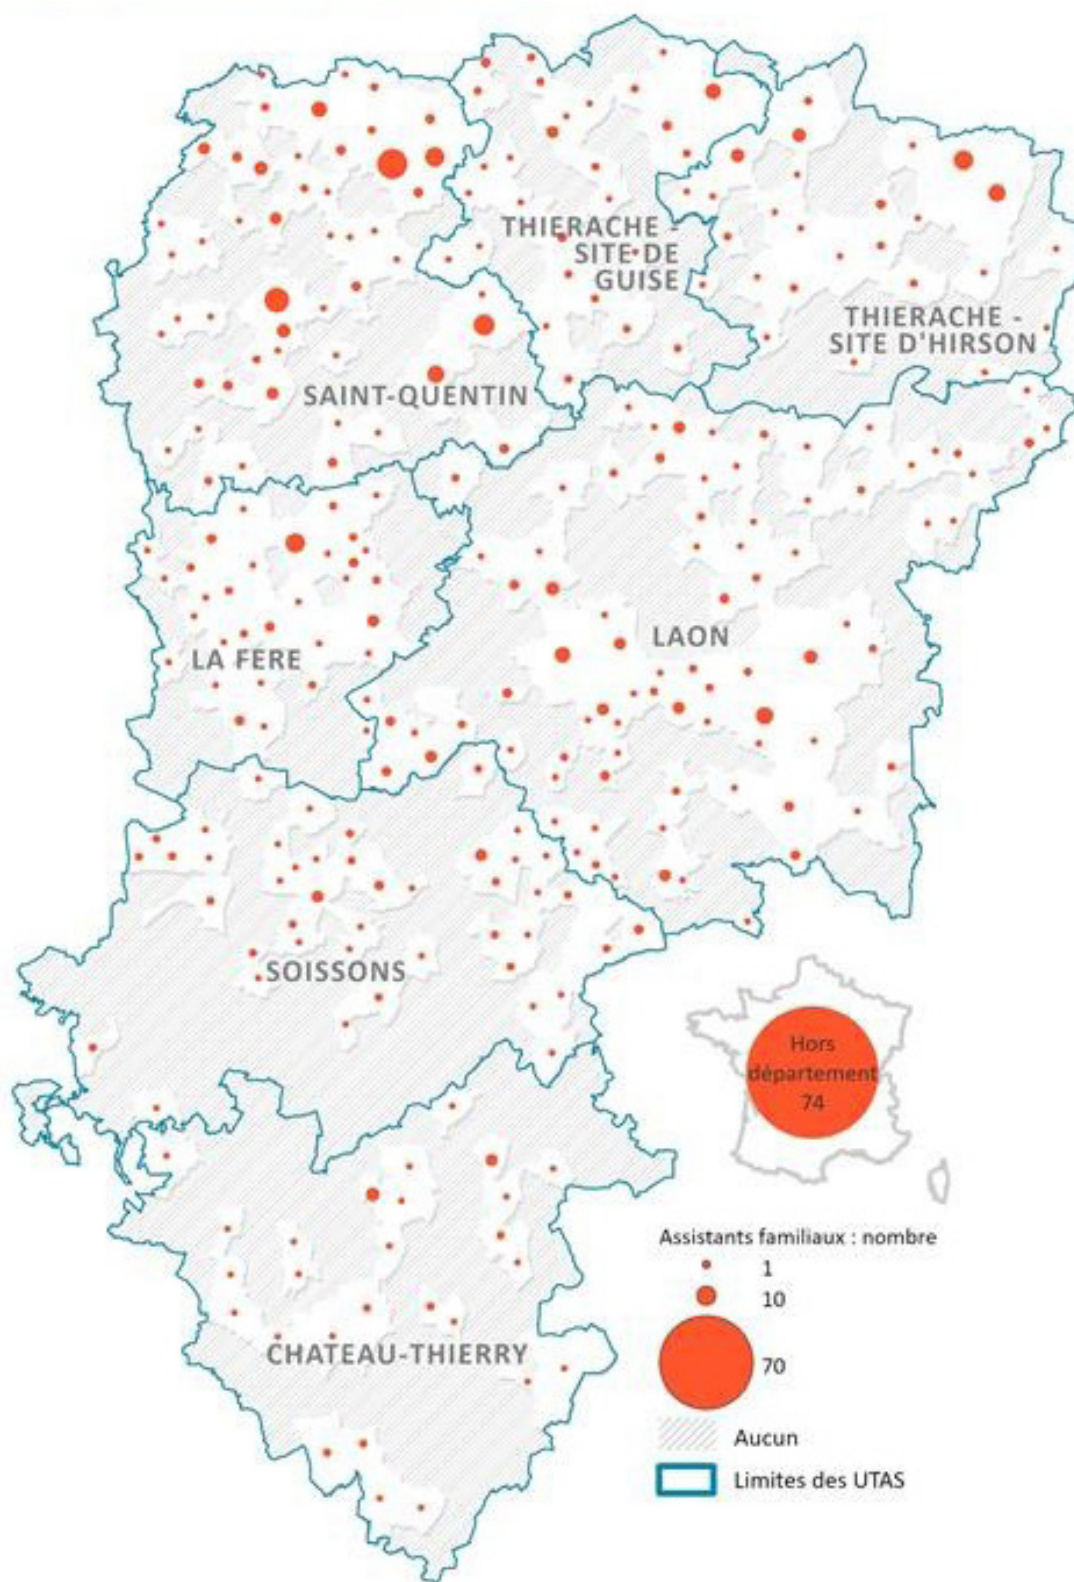 THIERACHE -
SITE DE
GUISE
THIERACHE -
SITE D'HIRSON
SAINT-QUENTIN
LA FERE
LAON
SOISSONS
Hors
département
74
CHATEAU-THIERRY
Assistants familiaux : nombre
1
10
70
Aucun
Limites des UTAS